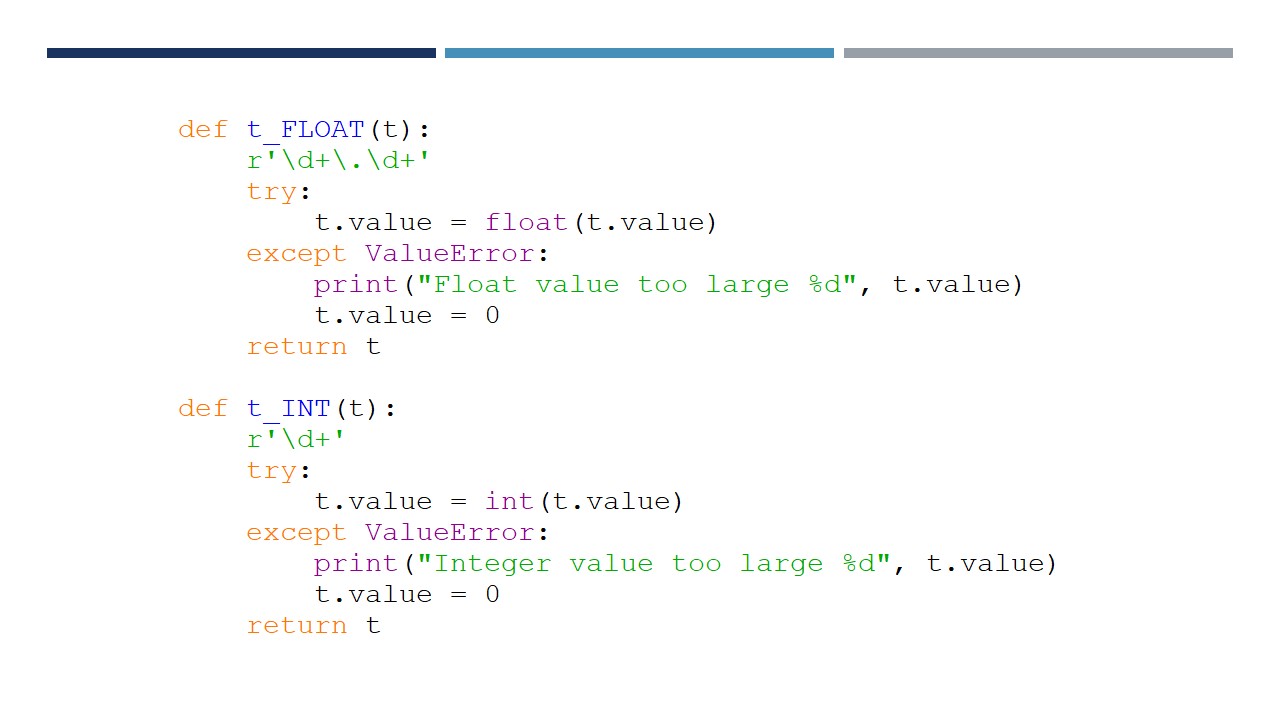 def t_FLOAT(t):
    r'\d+\.\d+'
    try:
        t.value = float(t.value)
    except ValueError:
        print("Float value too large %d", t.value)
        t.value = 0
    return t

def t_INT(t):
    r'\d+'
    try:
        t.value = int(t.value)
    except ValueError:
        print("Integer value too large %d", t.value)
        t.value = 0
    return t